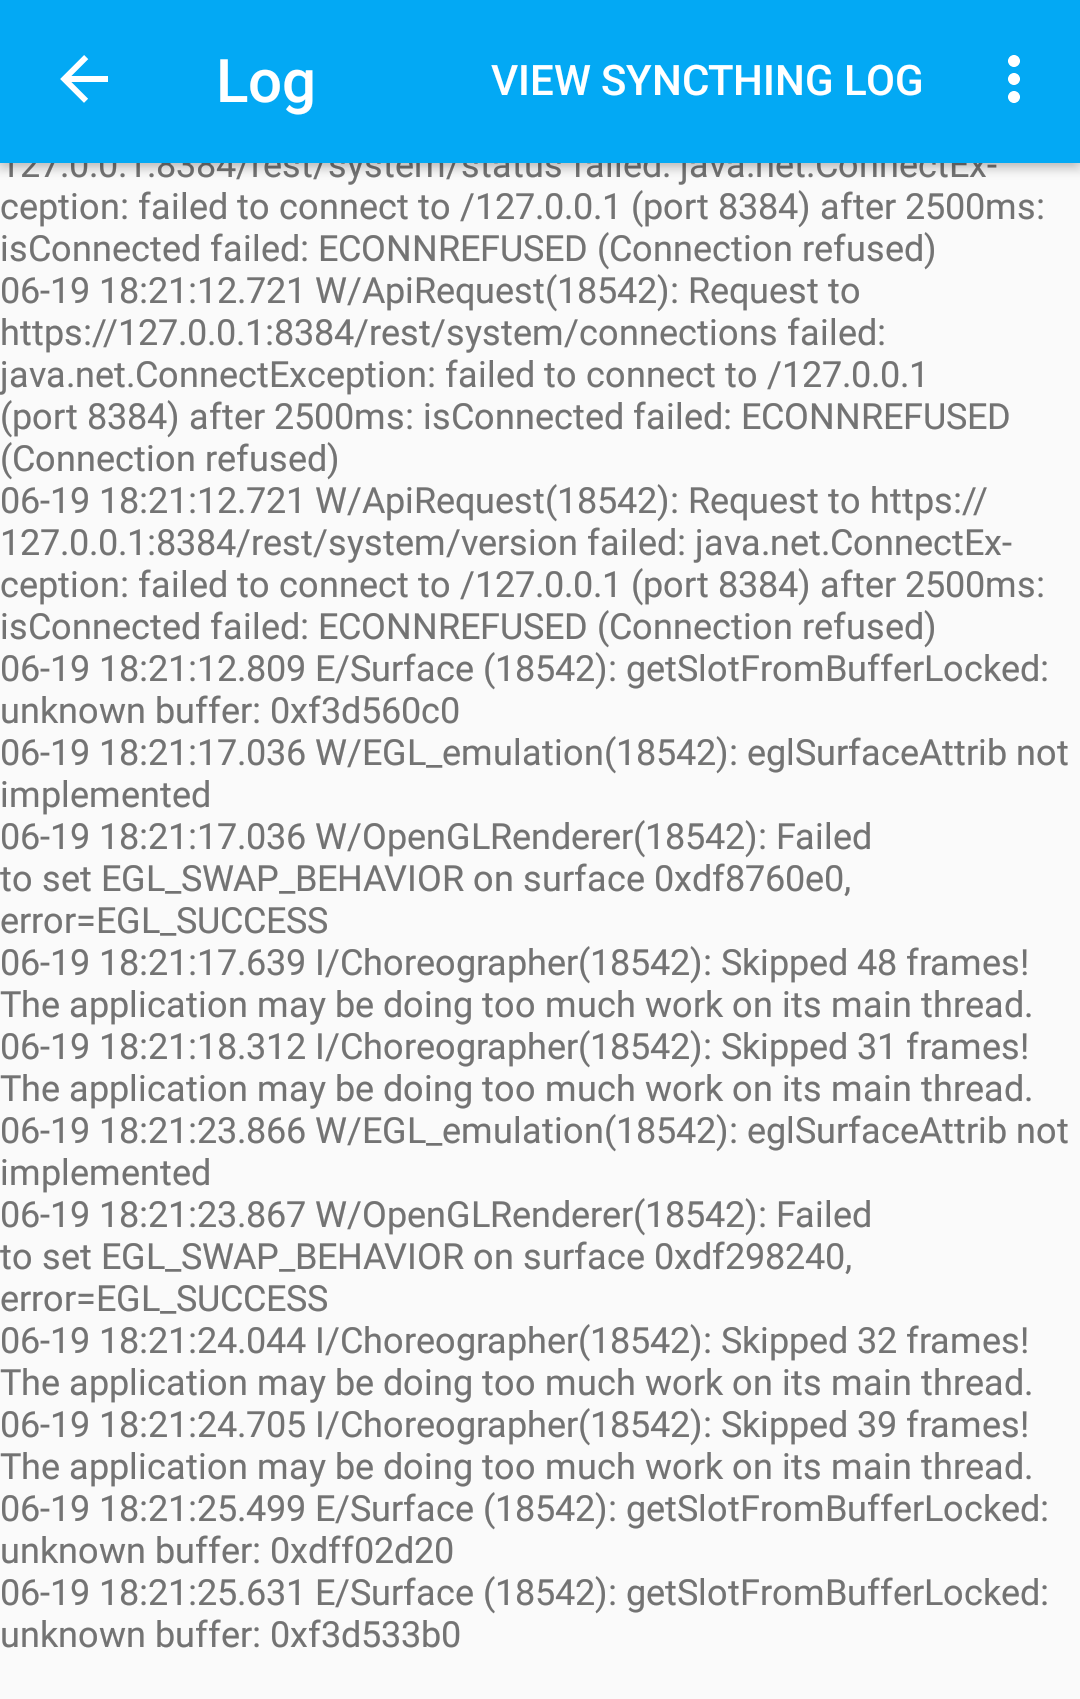 Log
VIEW SYNCTHING LOG
127.0.0.1:8384/rest/system/status failed: java.net.ConnectEx-
ception: failed to connect to /127.0.0.1 (port 8384) after 2500ms:
isConnected failed: ECONNREFUSED (Connection refused)
06-19 18:21:12.721 W/ApiRequest(18542): Request to
https://127.0.0.1:8384/rest/system/connections failed:
java.net.ConnectException: failed to connect to /127.0.0.1
(port 8384) after 2500ms: isConnected failed: ECONNREFUSED
(Connection refused)
06-19 18:21:12.721 W/ApiRequest(18542): Request to https://
127.0.0.1:8384/rest/system/version failed: java.net.ConnectEx-
ception: failed to connect to /127.0.0.1 (port 8384) after 2500ms:
isConnected failed: ECONNREFUSED (Connection refused)
06-19 18:21:12.809 E/Surface (18542): getSlotFromBufferLocked:
unknown buffer: 0xf3d560c0
06-19 18:21:17.036 W/EGL_emulation(18542): eglSurfaceAttrib not
implemented
06-19 18:21:17.036 W/OpenGLRenderer(18542): Failed
to set EGL_SWAP_BEHAVIOR on surface 0xdf8760e0,
error=EGL_SUCCESS
06-19 18:21:17.639 I/Choreographer(18542): Skipped 48 frames!
The application may be doing too much work on its main thread.
06-19 18:21:18.312 I/Choreographer(18542): Skipped 31 frames!
The application may be doing too much work on its main thread.
06-19 18:21:23.866 W/EGL_emulation(18542): eglSurfaceAttrib not
implemented
06-19 18:21:23.867 W/OpenGLRenderer(18542): Failed
to set EGL_SWAP_BEHAVIOR on surface 0xdf298240,
error=EGL_SUCCESS
06-19 18:21:24.044 I/Choreographer(18542): Skipped 32 frames!
The application may be doing too much work on its main thread.
06-19 18:21:24.705 I/Choreographer(18542): Skipped 39 frames!
The application may be doing too much work on its main thread.
06-19 18:21:25.499 E/Surface (18542): getSlotFromBufferLocked:
unknown buffer: 0xdff02d20
06-19 18:21:25.631 E/Surface (18542): getSlotFromBufferLocked:
unknown buffer: 0xf3d533b0